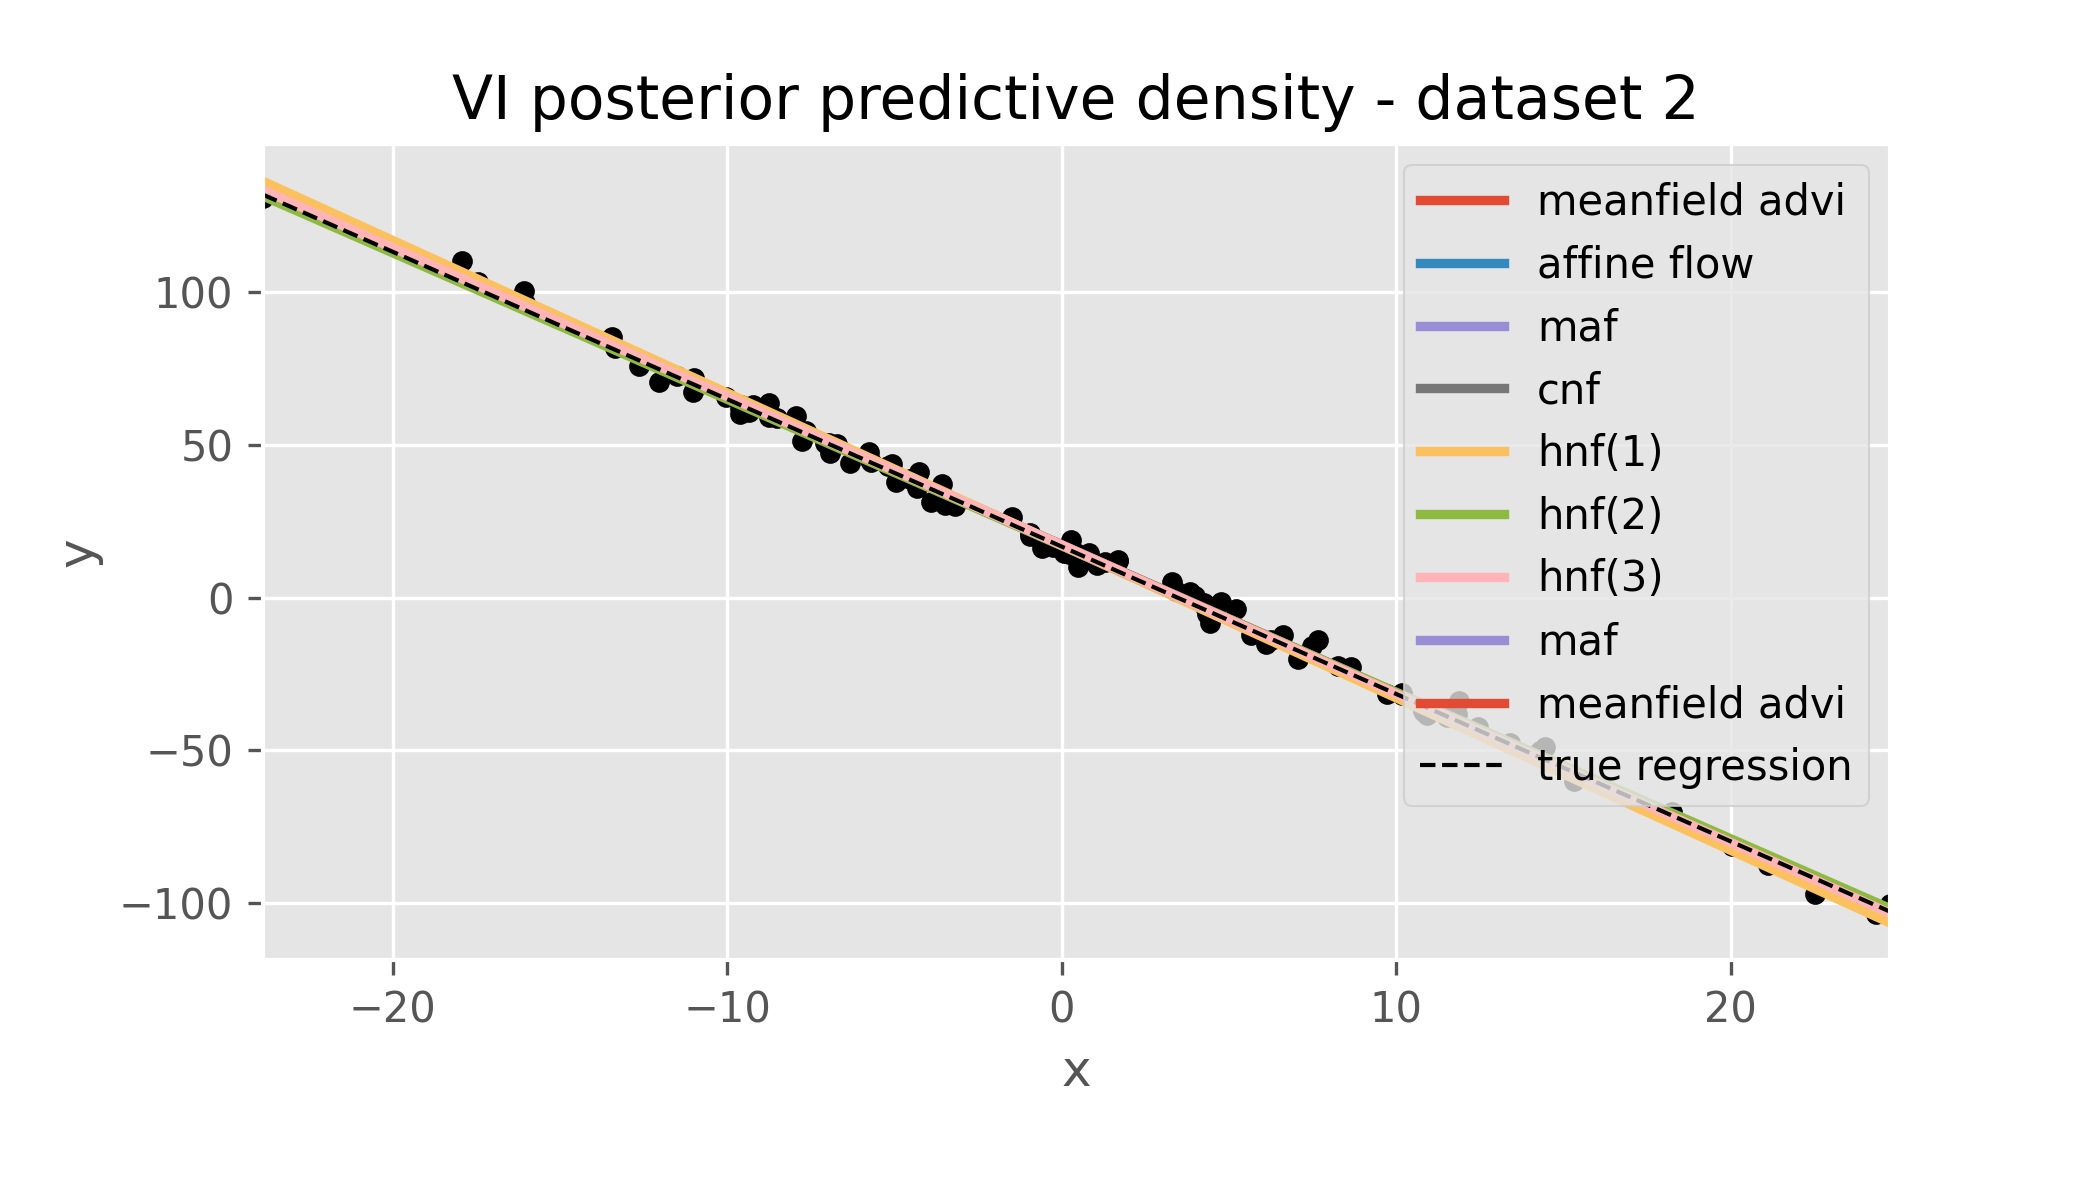 VI posterior predictive density - dataset 2
meanfield advi
affine flow
maf
cnf
hnf(1)
hnf(2)
hnf(3)
maf
meanfield advi
true regression
100
50
0
−50
−100
y
−20 −10 0 10 20
x